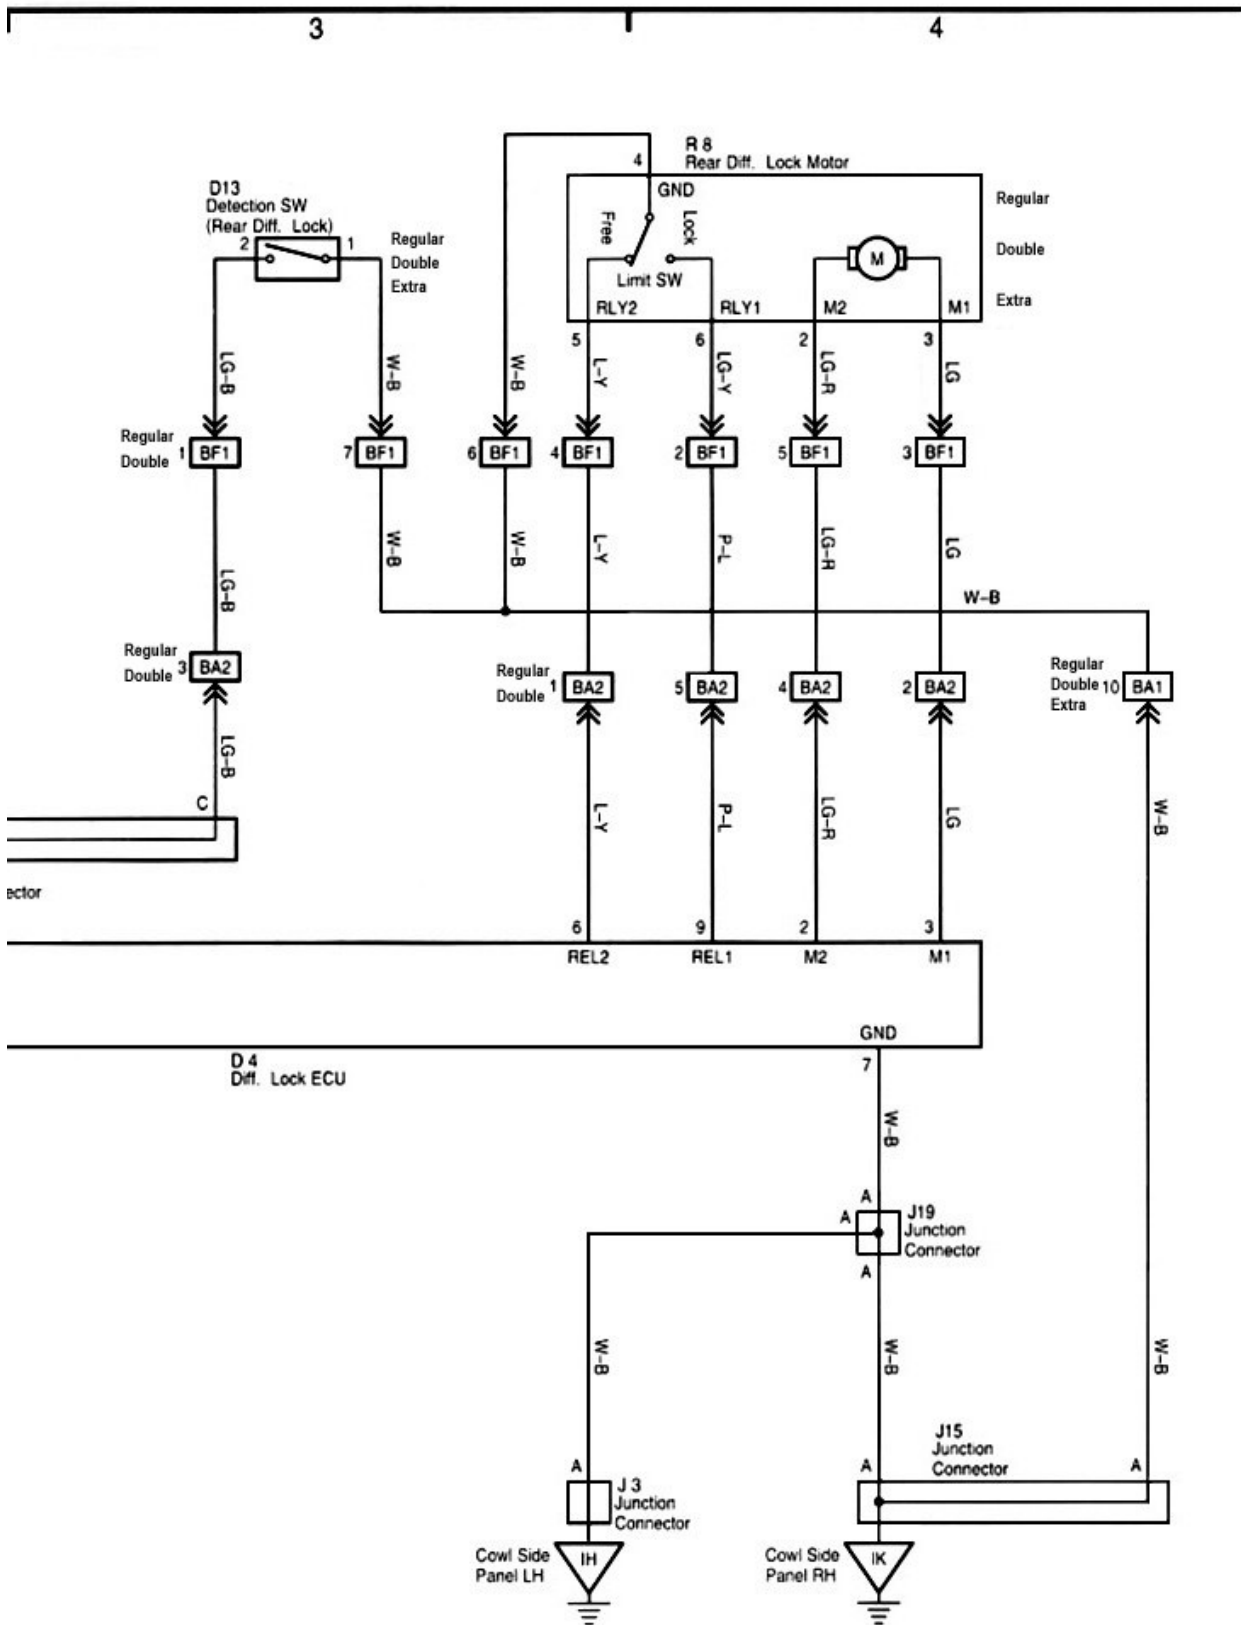 3
4
R 8
Rear Diff. Lock Motor
4
GND
Free
Lock
Limit SW
M
RLY2
RLY1
M2
M1
Regular
Double
Extra
D13
Detection SW
(Rear Diff. Lock)
2
1
Regular
Double
Extra
5
6
2
3
LG-B
W-B
W-B
L-Y
LG-Y
LG-R
LG
Regular
Double
1 BF1
7 BF1
6 BF1
4 BF1
2 BF1
5 BF1
3 BF1
LG-B
W-B
W-B
L-Y
P-L
LG-R
LG
W-B
Regular
Double
3 BA2
Regular
Double
1 BA2
5 BA2
4 BA2
2 BA2
Regular
Double
Extra
10 BA1
LG-B
L-Y
P-L
LG-R
LG
W-B
C
ector
6
9
2
3
REL2
REL1
M2
M1
GND
D 4
Diff. Lock ECU
7
W-B
A
A
A
J19
Junction
Connector
W-B
W-B
W-B
A
J 3
Junction
Connector
A
A
J15
Junction
Connector
Cowl Side
Panel LH
IH
Cowl Side
Panel RH
IK